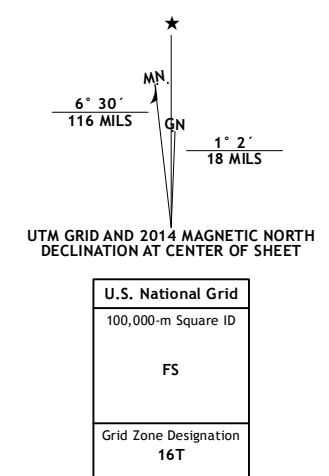 ★
MN.
GN
6° 30´
116 MILS
1° 2´
18 MILS
UTM GRID AND 2014 MAGNETIC NORTH
DECLINATION AT CENTER OF SHEET
U.S. National Grid
100,000-m Square ID
FS
Grid Zone Designation
16T